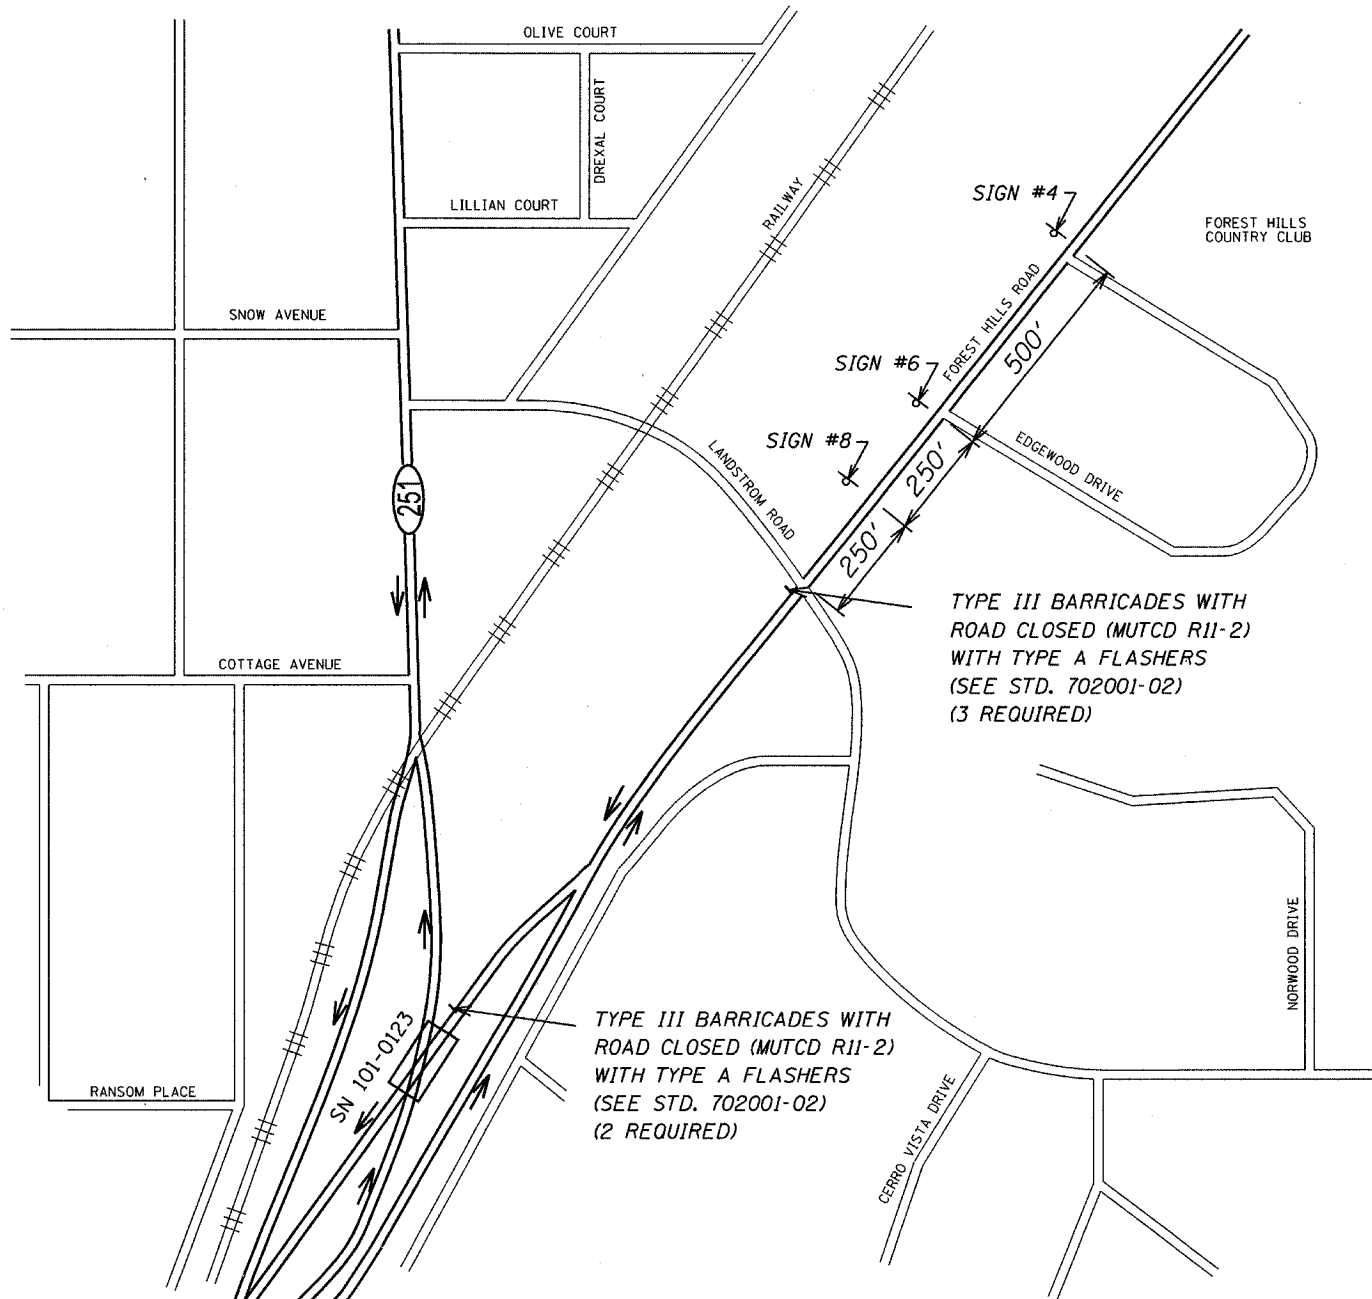 OLIVE COURT
DREXAL COURT
LILLIAN COURT
RAILWAY
SIGN #4
FOREST HILLS
COUNTRY CLUB
SNOW AVENUE
FOREST HILLS ROAD
500'
SIGN #6
SIGN #8
LANDSTROM ROAD
250'
EDGEWOOD DRIVE
251
250'
TYPE III BARRICADES WITH
ROAD CLOSED (MUTCD R11-2)
WITH TYPE A FLASHERS
(SEE STD. 702001-02)
(3 REQUIRED)
COTTAGE AVENUE
NORWOOD DRIVE
SN 101-0123
TYPE III BARRICADES WITH
ROAD CLOSED (MUTCD R11-2)
WITH TYPE A FLASHERS
(SEE STD. 702001-02)
(2 REQUIRED)
RANSOM PLACE
CERRO VISTA DRIVE